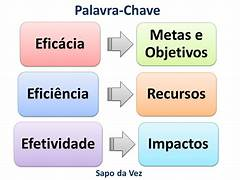 Palavra-Chave
Eficácia
Metas e
Objetivos
Eficiência
Recursos
Efetividade
Impactos
Sapo da Vez